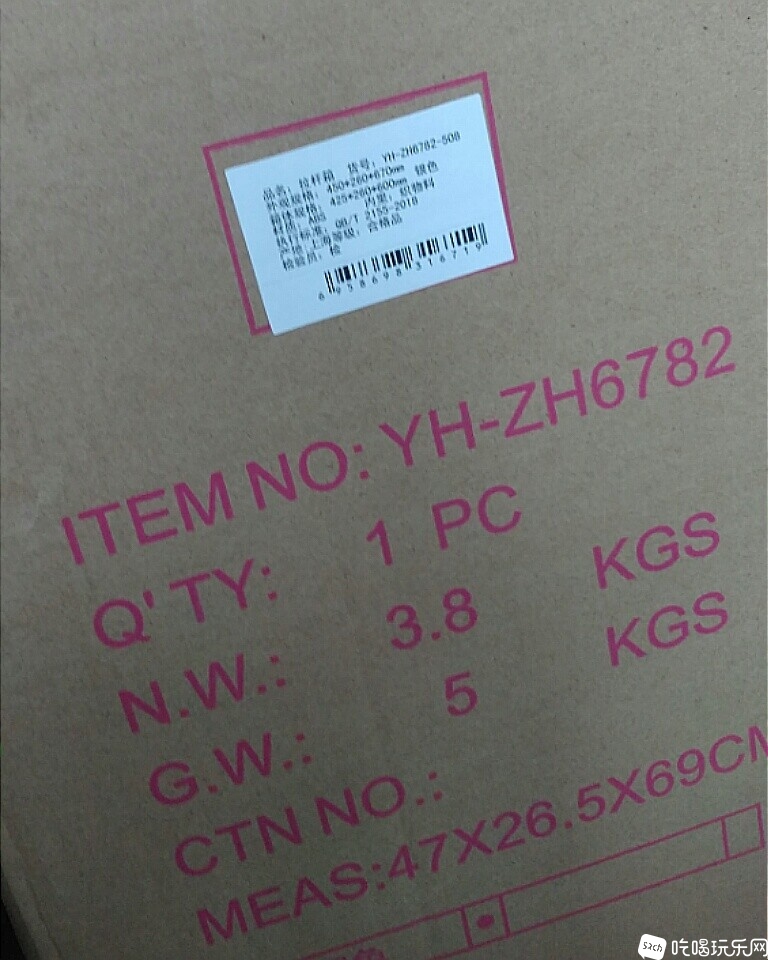 品名：拉杆箱 货号：YH-ZH6782-508
外观规格：450*260*670mm 银色
箱体规格：425*260*600mm
材质：ABS 内里：织物料
执行标准：QB/T 2155-2018
产地：上海等级：合格品
检验员：检
6958698316719
ITEM NO: YH-ZH6782
Q'TY: 1 PC
N.W.: 3.8 KGS
G.W.: 5 KGS
CTN NO.:
MEAS:47X26.5X69CM
吃喝玩乐网